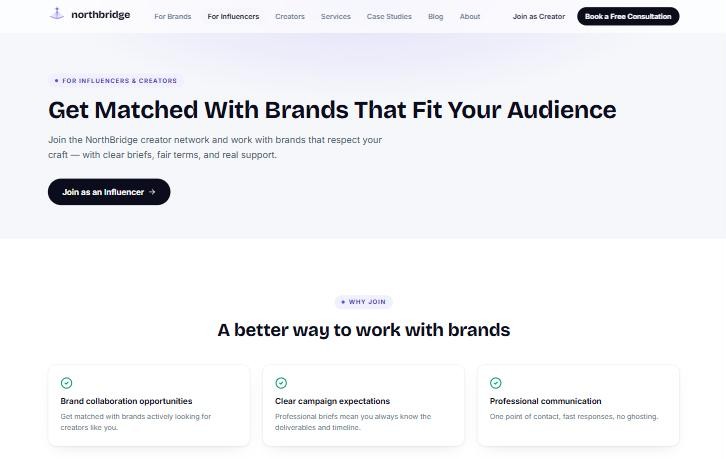 northbridge
For Brands For Influencers Creators Services Case Studies Blog About Join as Creator Book a Free Consultation
FOR INFLUENCERS & CREATORS
Get Matched With Brands That Fit Your Audience
Join the NorthBridge creator network and work with brands that respect your
craft — with clear briefs, fair terms, and real support.
Join as an Influencer →
WHY JOIN
A better way to work with brands
Brand collaboration opportunities
Get matched with brands actively looking for
creators like you.
Clear campaign expectations
Professional briefs mean you always know the
deliverables and timeline.
Professional communication
One point of contact, fast responses, no ghosting.